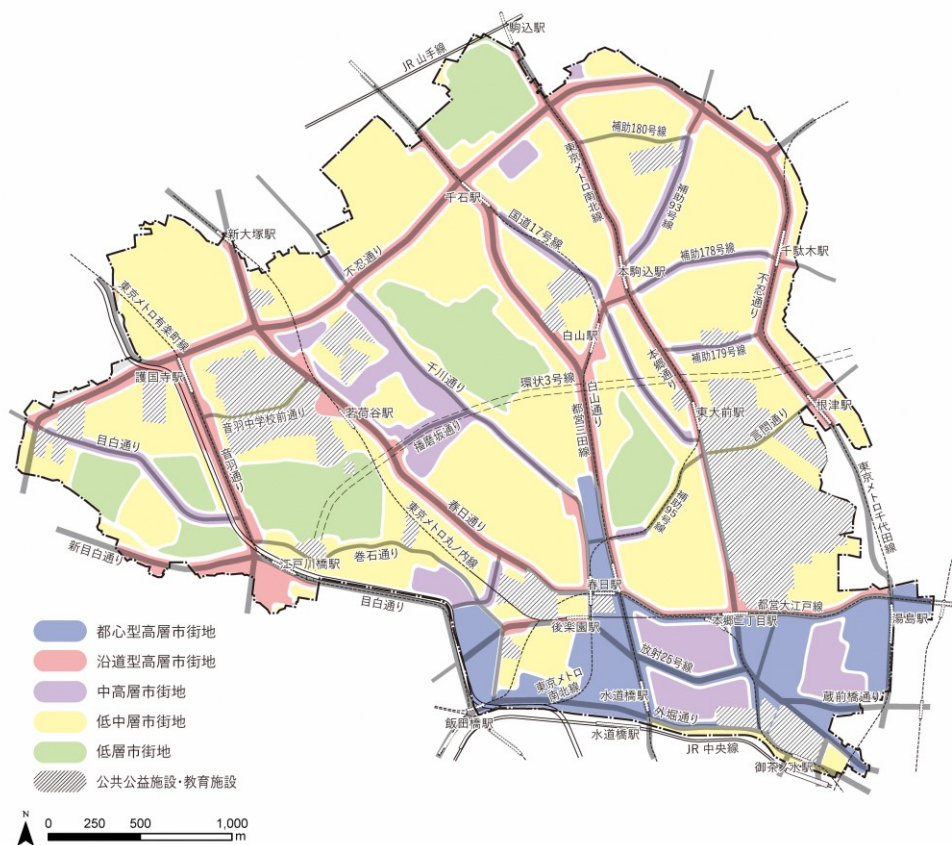 駒込駅
JR 山手線
補助180号線
東京メトロ南北線
補助93号線
千石駅
国道17号線
千駄木駅
新大塚駅
不忍通り
本駒込駅
補助178号線
不忍通り
東京メトロ有楽町線
白山駅
補助179号線
本郷通り
千川通り
環状3号線
白山通り
護国寺駅
茗荷谷駅
根津駅
東大前駅
音羽中学校前通り
播磨坂通り
都営三田線
言問通り
目白通り
音羽通り
春日通り
補助95号線
東京メトロ千代田線
東京メトロ丸ノ内線
新目白通り
江戸川橋駅
巻石通り
目白通り
春日駅
都営大江戸線
湯島駅
後楽園駅
本郷三丁目駅
放射25号線
東京メトロ
南北線
水道橋駅
蔵前橋通り
外堀通り
飯田橋駅
水道橋駅
JR 中央線
御茶ノ水駅
都心型高層市街地
沿道型高層市街地
中高層市街地
低中層市街地
低層市街地
公共公益施設・教育施設
N
0 250 500 1,000
m